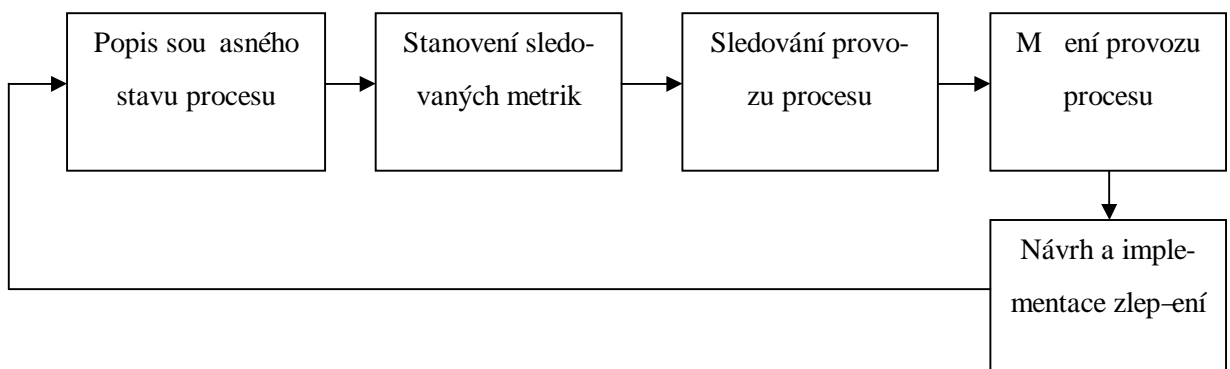 Popis sou asného
stavu procesu
Stanovení sledo-
vaných metrik
Sledování provo-
zu procesu
M ení provozu
procesu
Návrh a imple-
mentace zlep–ení